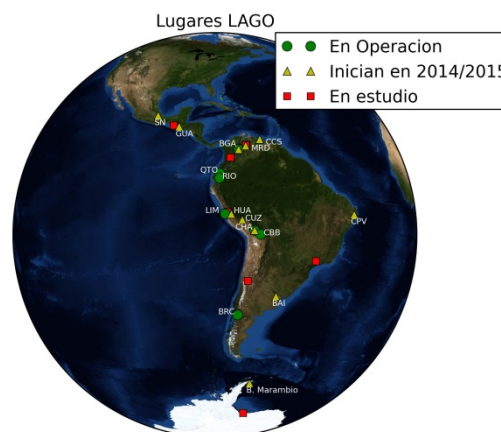 Lugares LAGO
En Operacion
Inician en 2014/2015
En estudio
SN
GUA
BGA
CCS
MRD
QTO
RIO
LIM
HUA
CUZ
CHA
CBB
CPV
BAI
BRC
B. Marambio